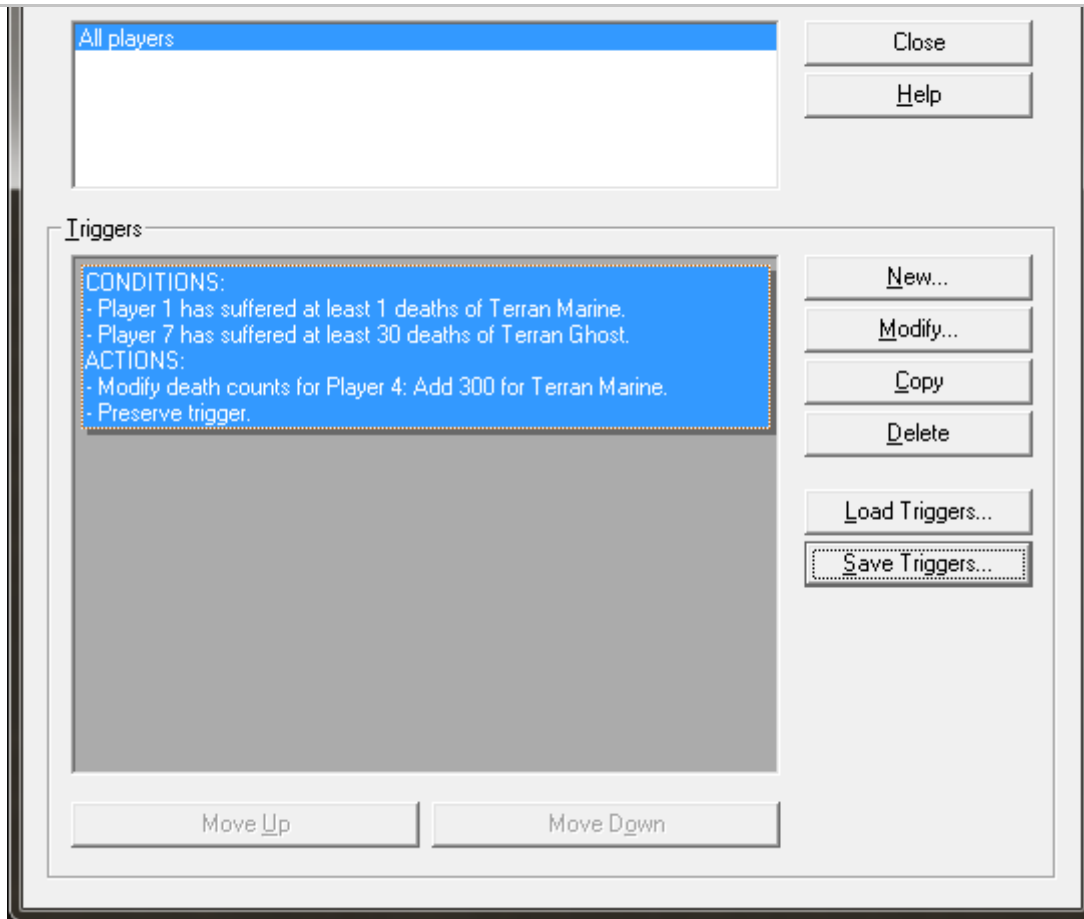 All players
Close
Help
Triggers
CONDITIONS:
- Player 1 has suffered at least 1 deaths of Terran Marine.
- Player 7 has suffered at least 30 deaths of Terran Ghost.
ACTIONS:
- Modify death counts for Player 4: Add 300 for Terran Marine.
- Preserve trigger.
New...
Modify...
Copy
Delete
Load Triggers...
Save Triggers...
Move Up
Move Down